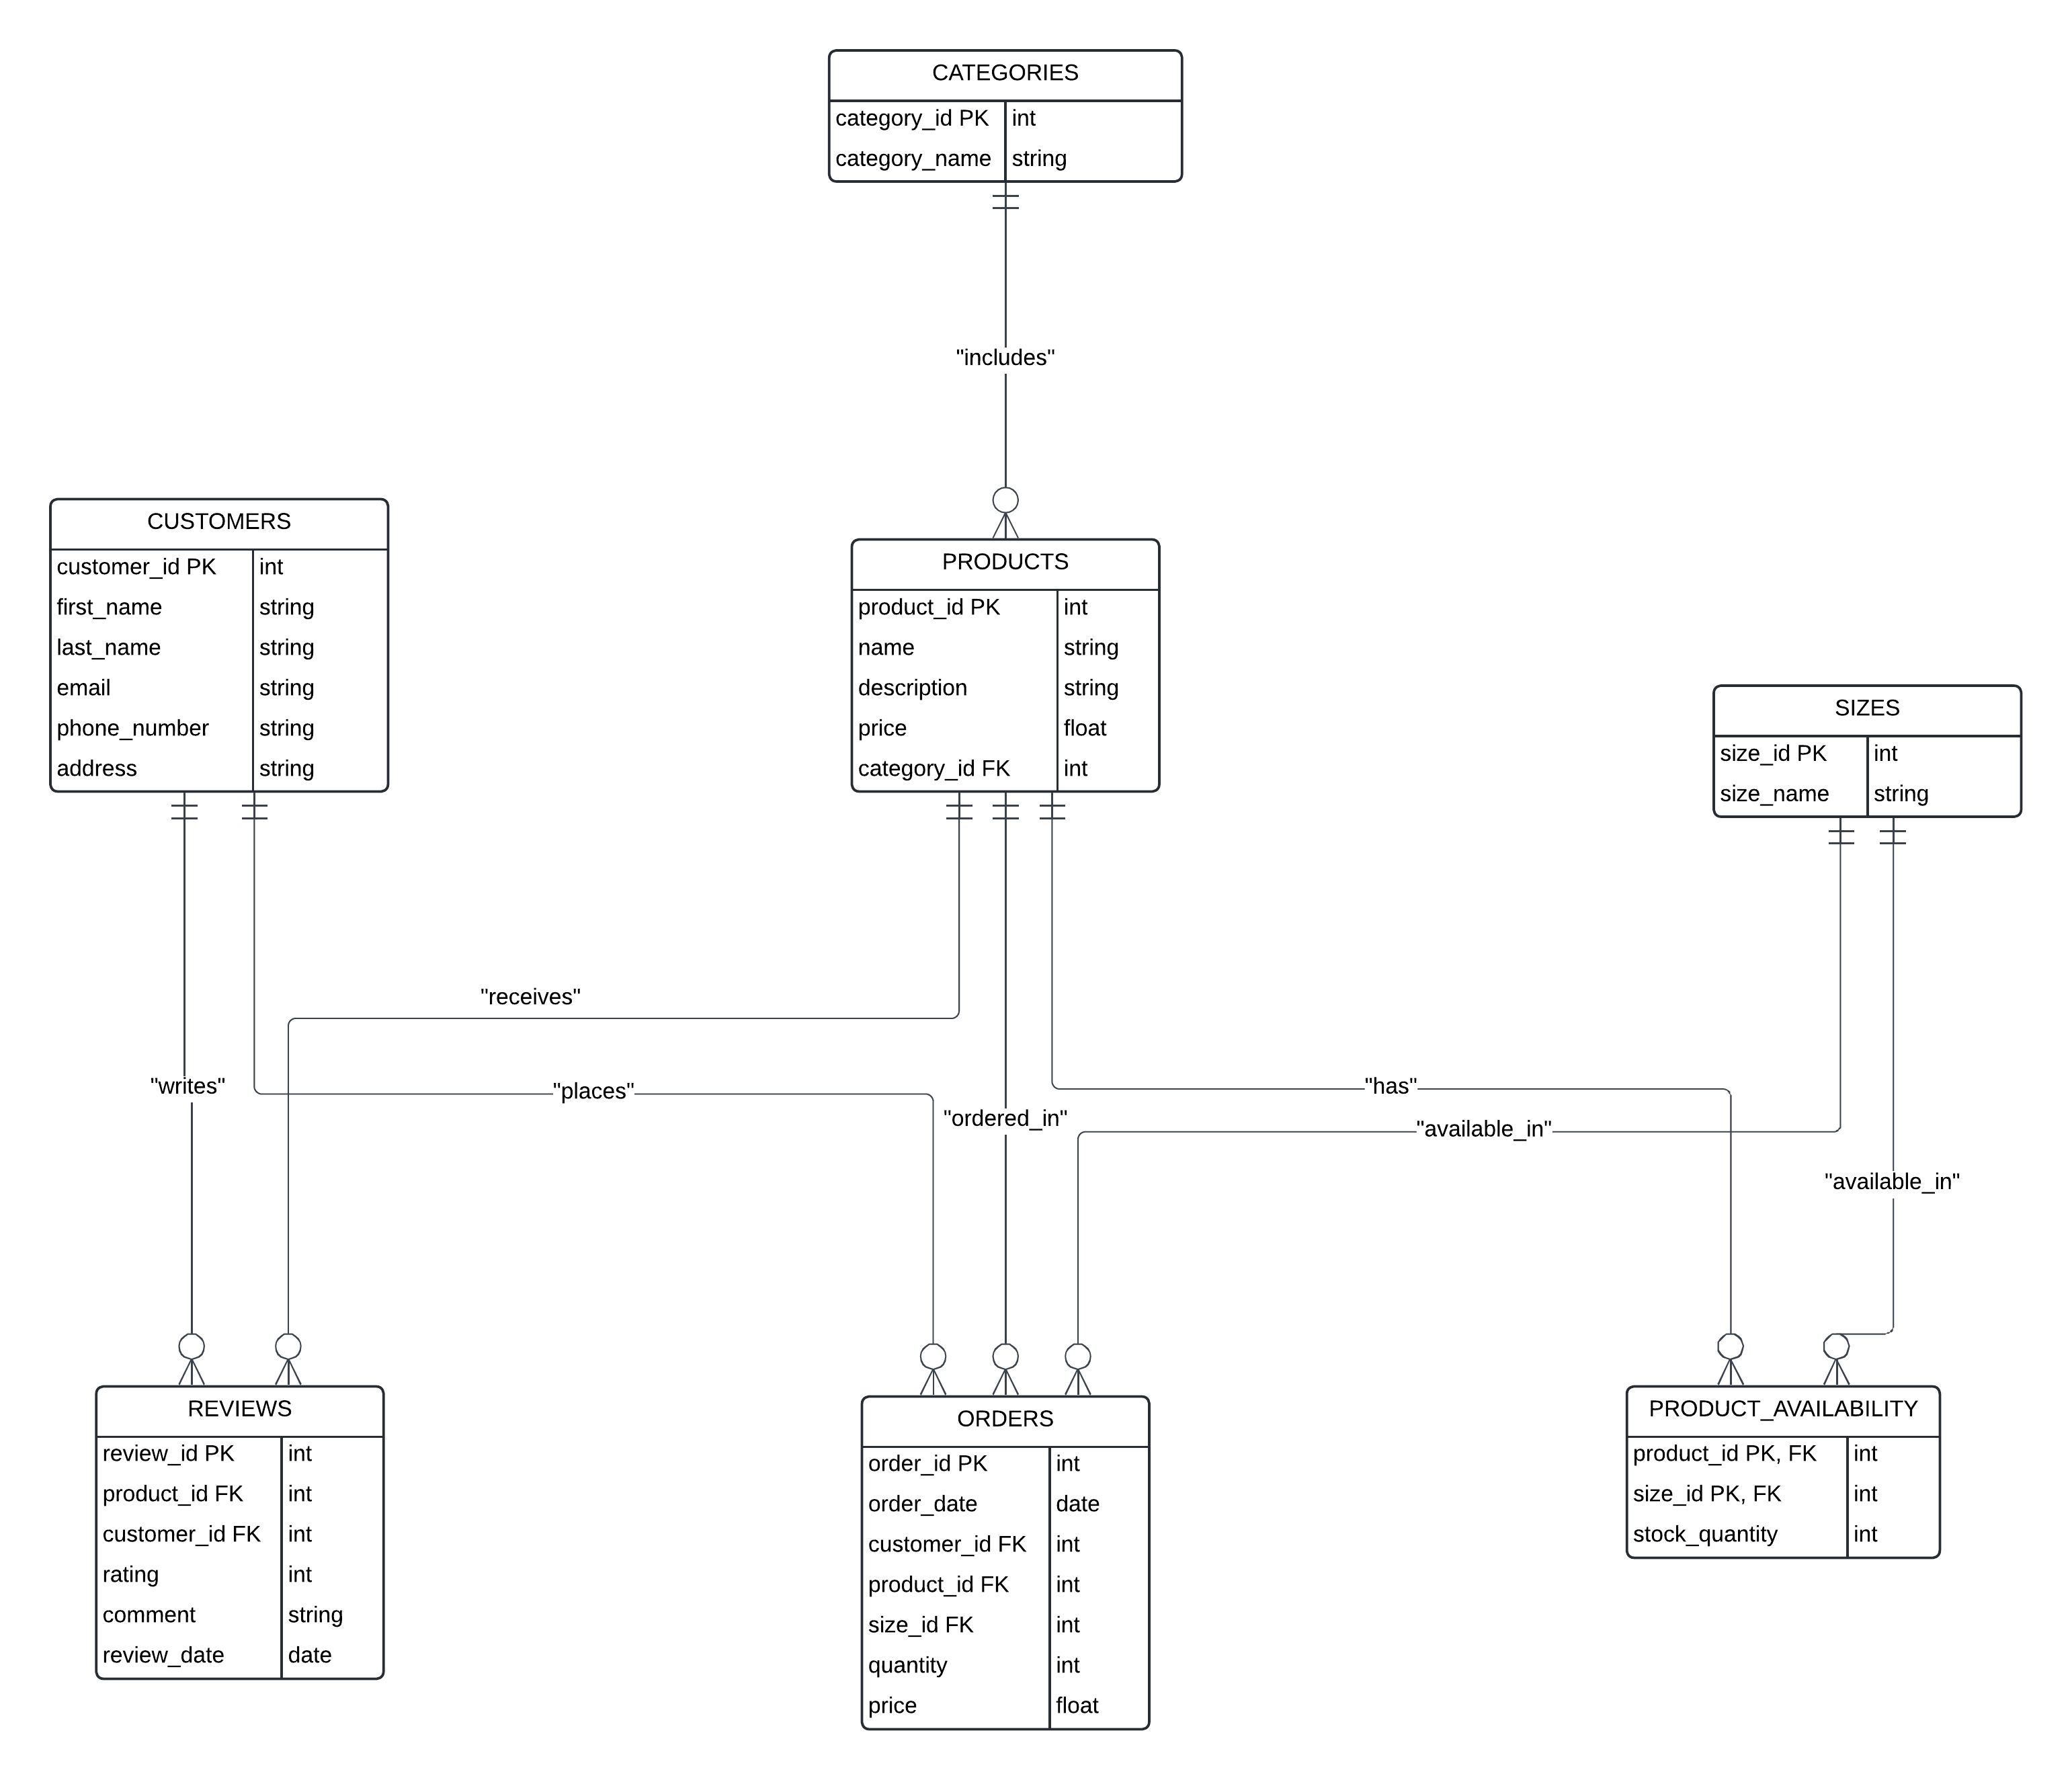 CATEGORIES
category_id PK int
category_name string
"includes"
CUSTOMERS
customer_id PK int
first_name string
last_name string
email string
phone_number string
address string
PRODUCTS
product_id PK int
name string
description string
price float
category_id FK int
SIZES
size_id PK int
size_name string
"receives"
"writes"
"places"
"ordered_in"
"has"
"available_in"
"available_in"
REVIEWS
review_id PK int
product_id FK int
customer_id FK int
rating int
comment string
review_date date
ORDERS
order_id PK int
order_date date
customer_id FK int
product_id FK int
size_id FK int
quantity int
price float
PRODUCT_AVAILABILITY
product_id PK, FK int
size_id PK, FK int
stock_quantity int